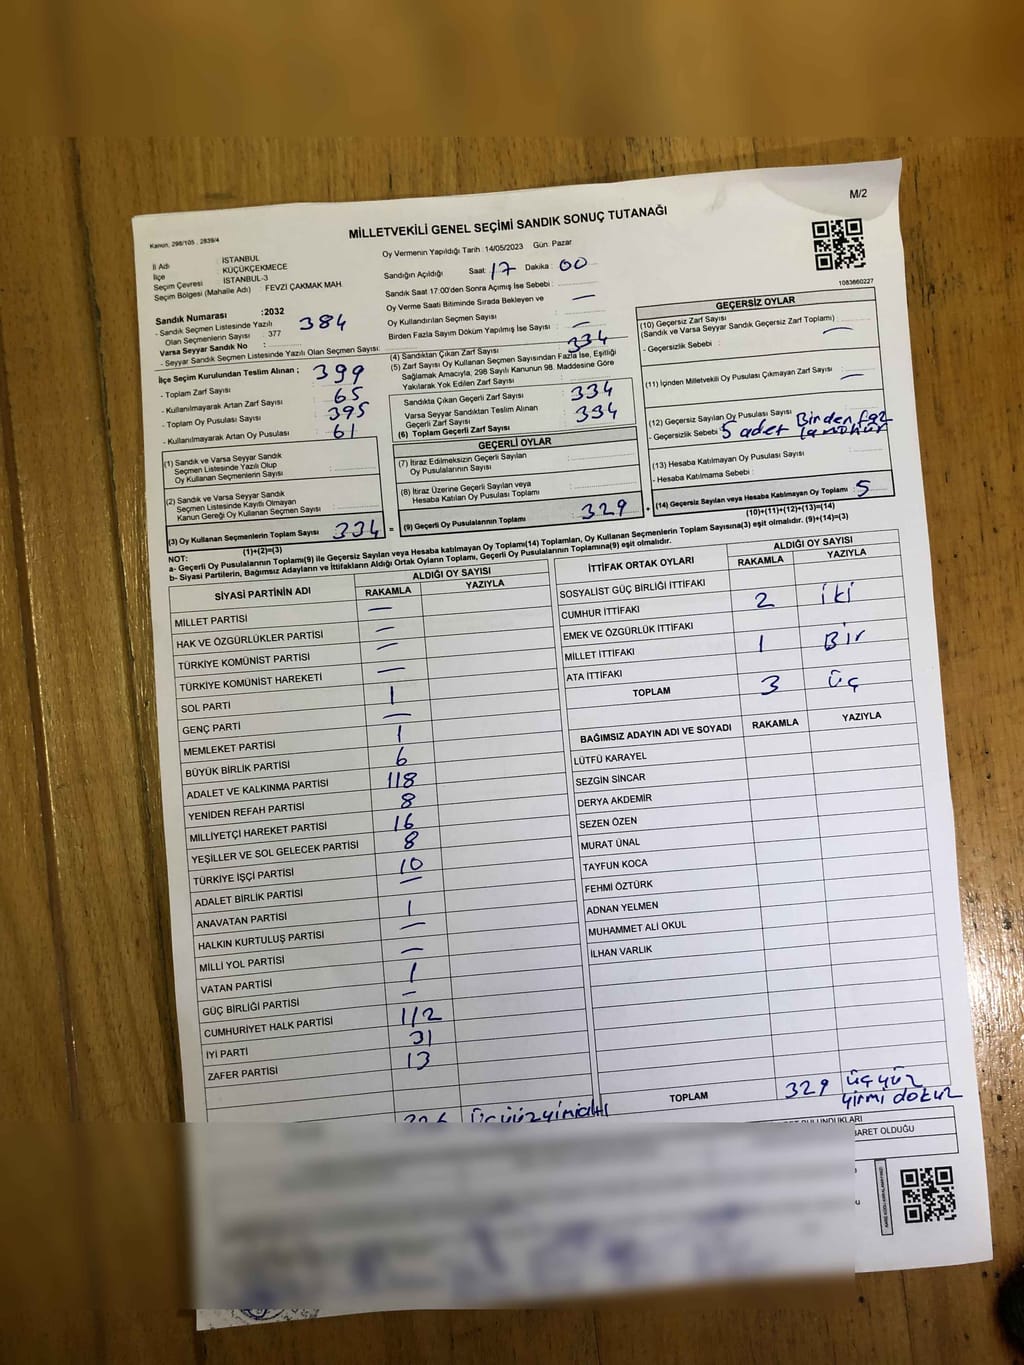 M/2
Kanun, 298/105 , 2839/4
MİLLETVEKİLİ GENEL SEÇİMİ SANDIK SONUÇ TUTANAĞI
İl Adı : İSTANBUL
İlçe : KÜÇÜKÇEKMECE
Seçim Çevresi : İSTANBUL-3
Seçim Bölgesi (Mahalle Adı) : FEVZİ ÇAKMAK MAH.
Oy Vermenin Yapıldığı Tarih : 14/05/2023 Gün: Pazar
Sandığın Açıldığı Saat: 17 Dakika : 00
Sandık Saat 17:00'den Sonra Açımış İse Sebebi :
Oy Verme Saati Bitiminde Sırada Bekleyen ve
Oy Kullandırılan Seçmen Sayısı : —
Birden Fazla Sayım Döküm Yapılmış İse Sayısı : —
1083660227
Sandık Numarası :2032
- Sandık Seçmen Listesinde Yazılı
Olan Seçmenlerin Sayısı : 377 384
Varsa Seyyar Sandık No :
- Seyyar Sandık Seçmen Listesinde Yazılı Olan Seçmen Sayısı:
İlçe Seçim Kurulundan Teslim Alınan ; 399
- Toplam Zarf Sayısı :
- Kullanılmayarak Artan Zarf Sayısı : 65
- Toplam Oy Pusulası Sayısı : 395
- Kullanılmayarak Artan Oy Pusulası : 61
(1) Sandık ve Varsa Seyyar Sandık
Seçmen Listesinde Yazılı Olup
Oy Kullanan Seçmenlerin Sayısı :
(2) Sandık ve Varsa Seyyar Sandık
Seçmen Listesinde Kayıtlı Olmayan
Kanun Gereği Oy Kullanan Seçmen Sayısı :
(3) Oy Kullanan Seçmenlerin Toplam Sayısı : 334
(1)+(2)=(3)
(4) Sandıktan Çıkan Zarf Sayısı : 334
(5) Zarf Sayısı Oy Kullanan Seçmen Sayısından Fazla İse, Eşitliği
Sağlamak Amacıyla, 298 Sayılı Kanunun 98. Maddesine Göre
Yakılarak Yok Edilen Zarf Sayısı :
Sandıkta Çıkan Geçerli Zarf Sayısı : 334
Varsa Seyyar Sandıktan Teslim Alınan
Geçerli Zarf Sayısı : 334
(6) Toplam Geçerli Zarf Sayısı :
GEÇERLİ OYLAR
(7) İtiraz Edilmeksizin Geçerli Sayılan
Oy Pusulalarının Sayısı :
(8) İtiraz Üzerine Geçerli Sayılan veya
Hesaba Katılan Oy Pusulası Toplamı :
= (9) Geçerli Oy Pusulalarının Toplamı : 329 +
GEÇERSİZ OYLAR
(10) Geçersiz Zarf Sayısı
(Sandık ve Varsa Seyyar Sandık Geçersiz Zarf Toplamı) : —
- Geçersizlik Sebebi :
(11) İçinden Milletvekili Oy Pusulası Çıkmayan Zarf Sayısı : —
(12) Geçersiz Sayılan Oy Pusulası Sayısı : Birden faz
- Geçersizlik Sebebi : 5 adet
(13) Hesaba Katılmayan Oy Pusulası Sayısı :
- Hesaba Katılmama Sebebi :
(14) Geçersiz Sayılan veya Hesaba Katılmayan Oy Toplamı : 5
(10)+(11)+(12)+(13)=(14)
NOT:
a- Geçerli Oy Pusulalarının Toplamı(9) ile Geçersiz Sayılan veya Hesaba katılmayan Oy Toplamı(14) Toplamları, Oy Kullanan Seçmenlerin Toplam Sayısına(3) eşit olmalıdır. (9)+(14)=(3)
b- Siyasi Partilerin, Bağımsız Adayların ve İttifakların Aldığı Ortak Oyların Toplamı, Geçerli Oy Pusulalarının Toplamına(9) eşit olmalıdır.
SİYASİ PARTİNİN ADI ALDIĞI OY SAYISI
RAKAMLA YAZIYLA
MİLLET PARTİSİ —
HAK VE ÖZGÜRLÜKLER PARTİSİ —
TÜRKİYE KOMÜNİST PARTİSİ —
TÜRKİYE KOMÜNİST HAREKETİ —
SOL PARTİ 1
GENÇ PARTİ —
MEMLEKET PARTİSİ 1
BÜYÜK BİRLİK PARTİSİ 6
ADALET VE KALKINMA PARTİSİ 118
YENİDEN REFAH PARTİSİ 8
MİLLİYETÇİ HAREKET PARTİSİ 16
YEŞİLLER VE SOL GELECEK PARTİSİ 8
TÜRKİYE İŞÇİ PARTİSİ 10
ADALET BİRLİK PARTİSİ —
ANAVATAN PARTİSİ 1
HALKIN KURTULUŞ PARTİSİ —
MİLLİ YOL PARTİSİ —
VATAN PARTİSİ 1
GÜÇ BİRLİĞİ PARTİSİ —
CUMHURİYET HALK PARTİSİ 112
İYİ PARTİ 31
ZAFER PARTİSİ 13
326 üçyüzyirmialtı
İTTİFAK ORTAK OYLARI ALDIĞI OY SAYISI
RAKAMLA YAZIYLA
SOSYALİST GÜÇ BİRLİĞİ İTTİFAKI
CUMHUR İTTİFAKI 2 iki
EMEK VE ÖZGÜRLÜK İTTİFAKI
MİLLET İTTİFAKI 1 Bir
ATA İTTİFAKI
TOPLAM 3 üç
BAĞIMSIZ ADAYIN ADI VE SOYADI RAKAMLA YAZIYLA
LÜTFÜ KARAYEL
SEZGİN SİNCAR
DERYA AKDEMİR
SEZEN ÖZEN
MURAT ÜNAL
TAYFUN KOCA
FEHMİ ÖZTÜRK
ADNAN YELMEN
MUHAMMET ALİ OKUL
İLHAN VARLIK
TOPLAM 329 üçyüz
yirmi dokuz
BULUNDUKLARI
BARET OLDUĞU